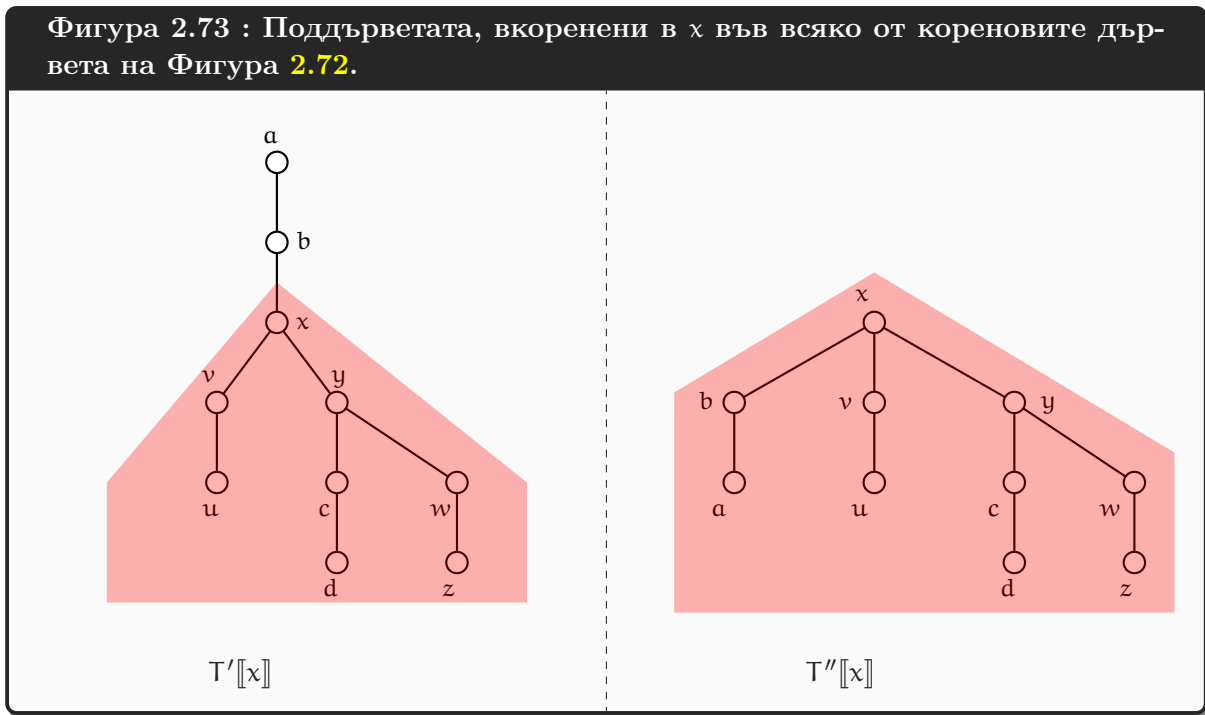 Фигура 2.73 : Поддърветата, вкоренени в x във всяко от кореновите дър-
вета на Фигура 2.72.
a
b
x
v
y
u
c
w
d
z
T′⟦x⟧
x
b
v
y
a
u
c
w
d
z
T″⟦x⟧